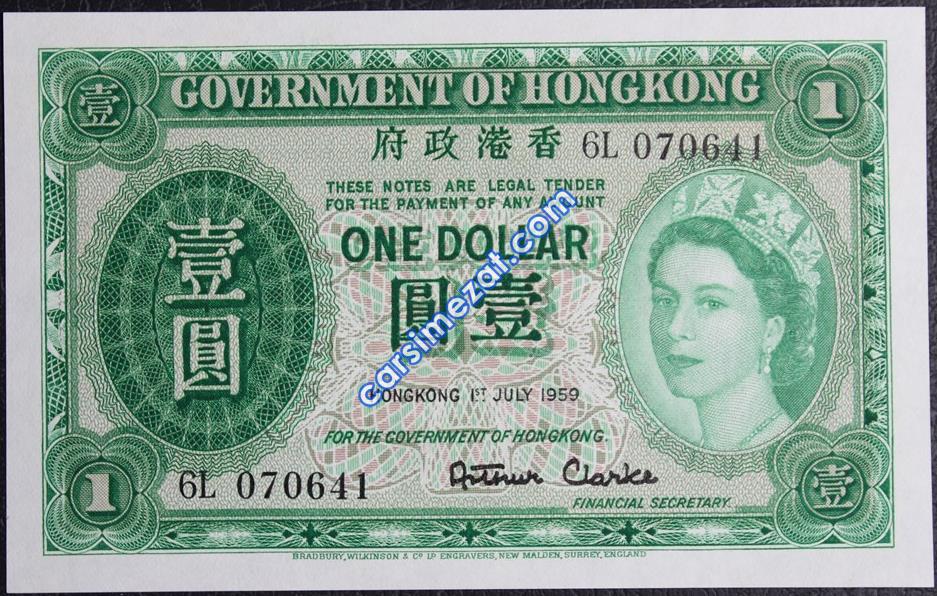 壹
GOVERNMENT OF HONGKONG
1
府政港香 6L 070641
THESE NOTES ARE LEGAL TENDER
FOR THE PAYMENT OF ANY AMOUNT
ONE DOLLAR
圓壹
壹圓
HONGKONG 1ST JULY 1959
FOR THE GOVERNMENT OF HONGKONG.
6L 070641
Arthur Clarke
FINANCIAL SECRETARY.
1
壹
BRADBURY, WILKINSON & Co LD ENGRAVERS, NEW MALDEN, SURREY, ENGLAND
carsimezat.com